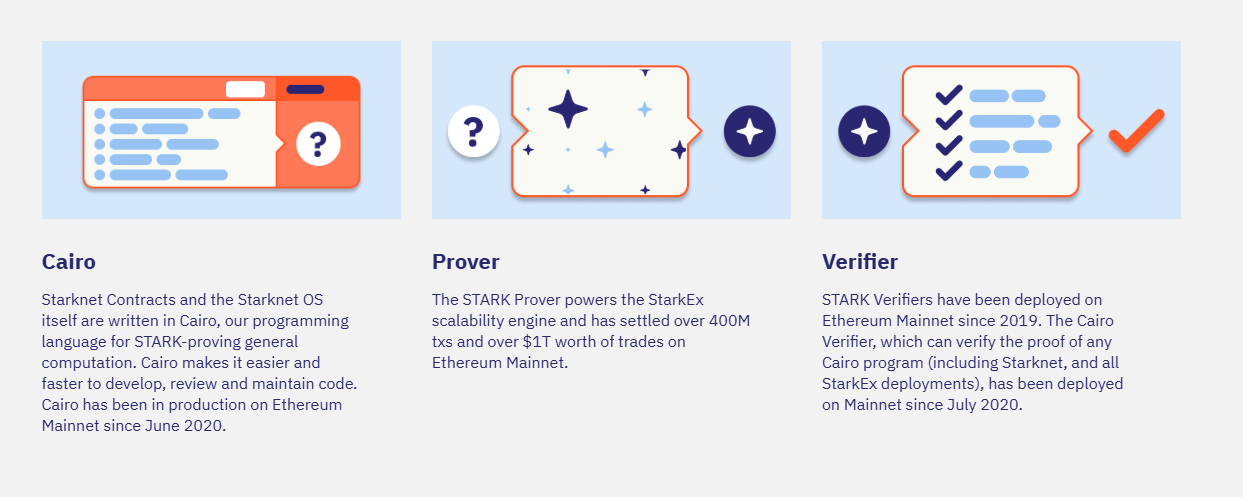 ?
?
Cairo
Starknet Contracts and the Starknet OS
itself are written in Cairo, our programming
language for STARK-proving general
computation. Cairo makes it easier and
faster to develop, review and maintain code.
Cairo has been in production on Ethereum
Mainnet since June 2020.
Prover
The STARK Prover powers the StarkEx
scalability engine and has settled over 400M
txs and over $1T worth of trades on
Ethereum Mainnet.
Verifier
STARK Verifiers have been deployed on
Ethereum Mainnet since 2019. The Cairo
Verifier, which can verify the proof of any
Cairo program (including Starknet, and all
StarkEx deployments), has been deployed
on Mainnet since July 2020.